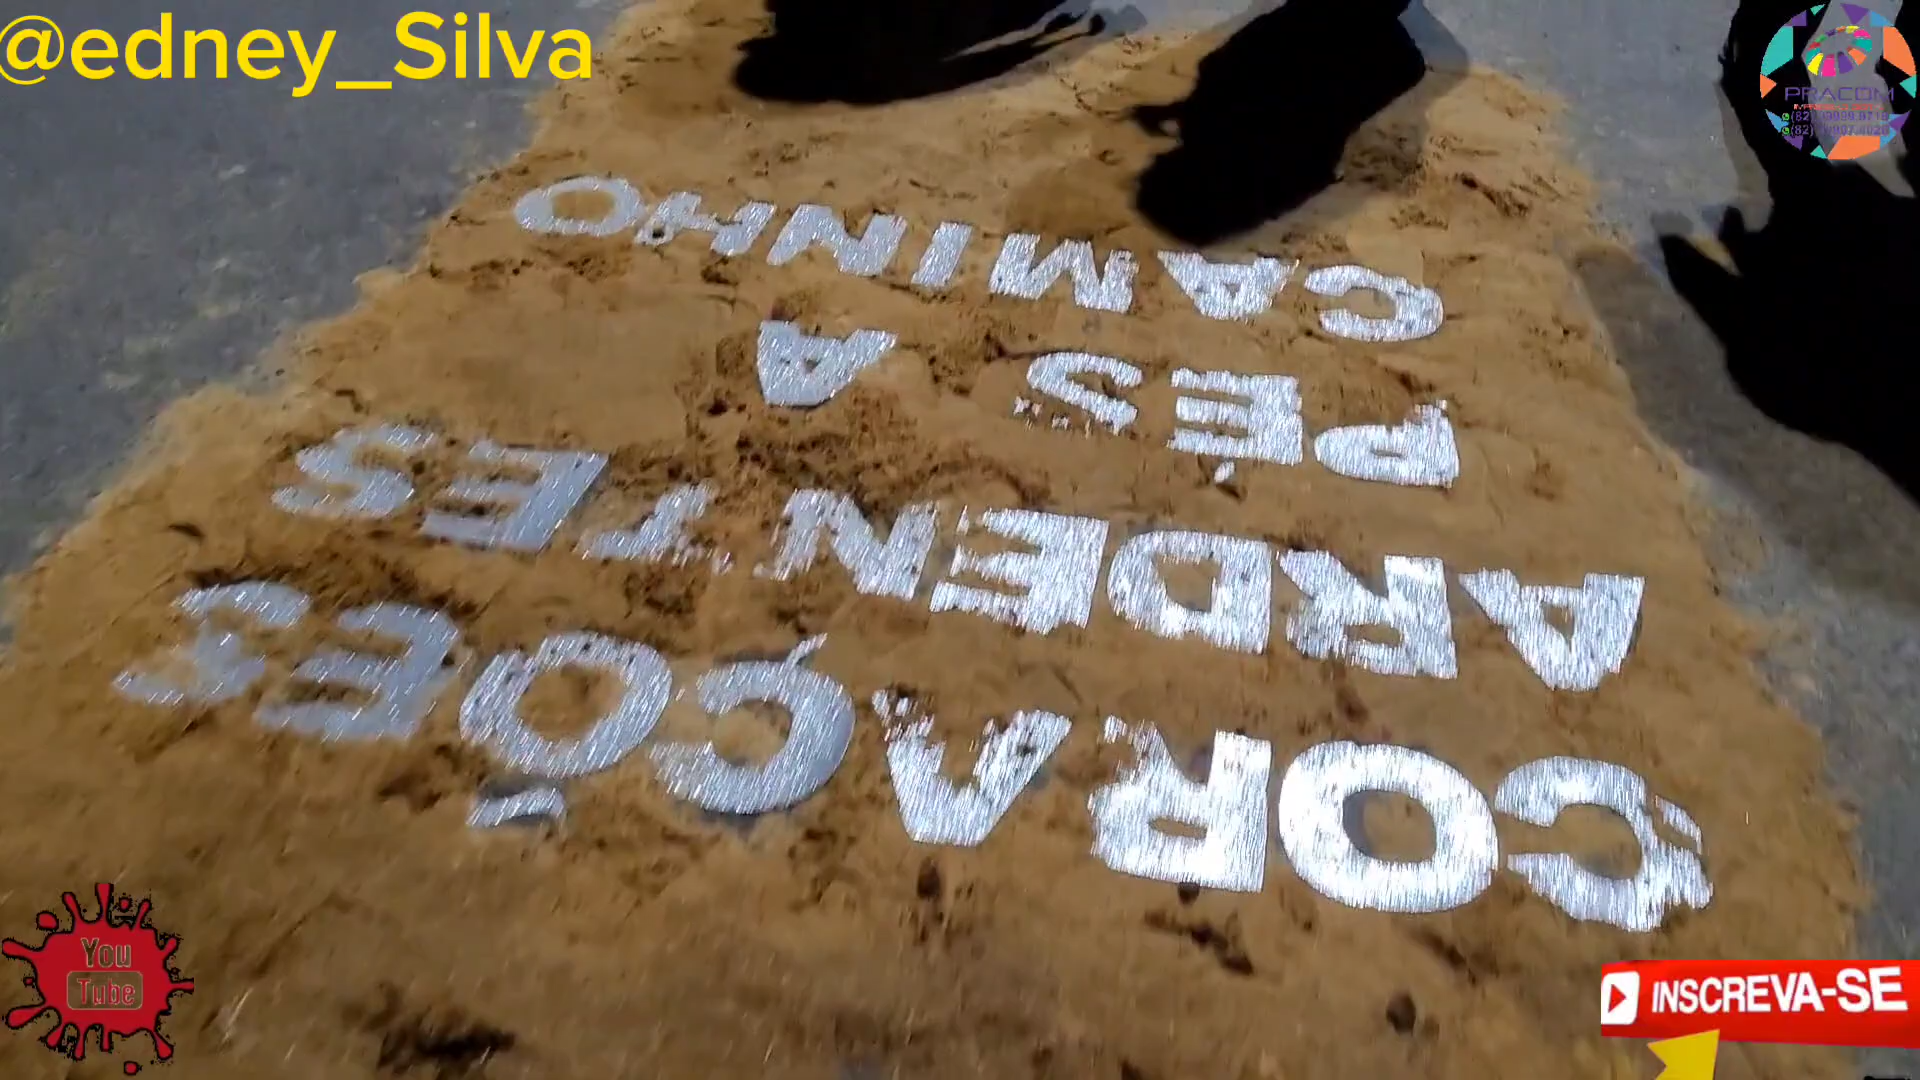 @edney_Silva
PRACOM
CORAÇÕES
ARDENTES
PÉS A
CAMINHO
You
Tube
INSCREVA-SE